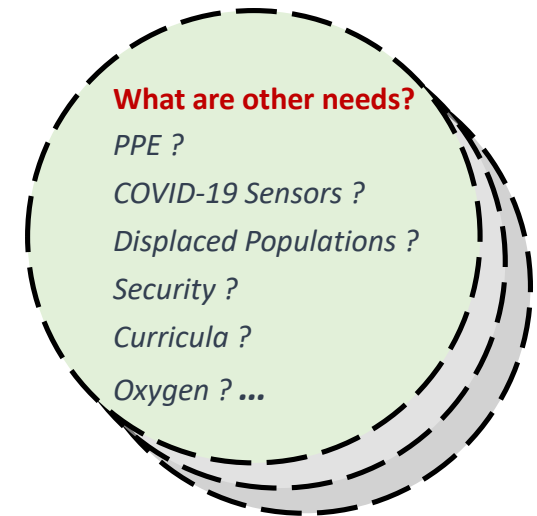 What are other needs?
PPE ?
COVID-19 Sensors ?
Displaced Populations ?
Security ?
Curricula ?
Oxygen ? ...